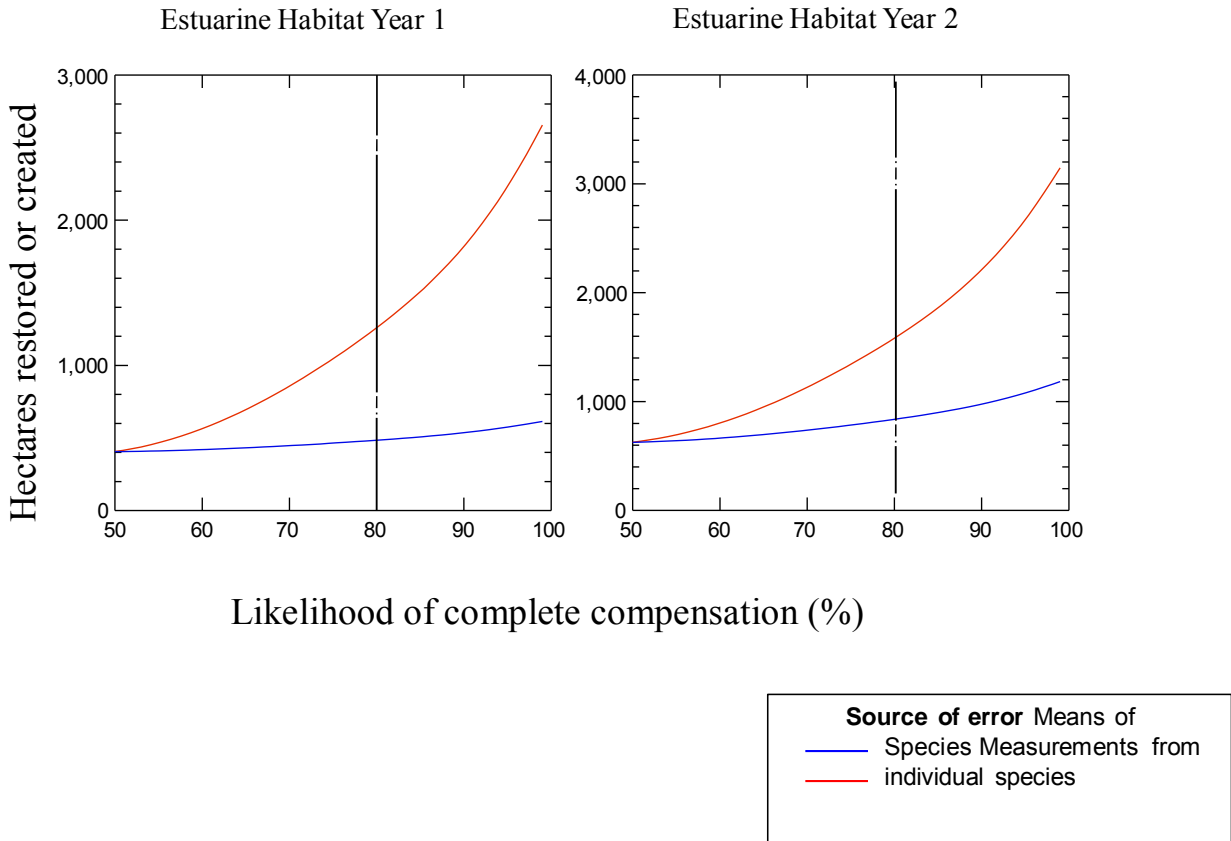 Estuarine Habitat Year 1
Estuarine Habitat Year 2
Hectares restored or created
3,000
2,000
1,000
0
50 60 70 80 90 100
4,000
3,000
2,000
1,000
0
50 60 70 80 90 100
Likelihood of complete compensation (%)
Source of error Means of
Species Measurements from
individual species